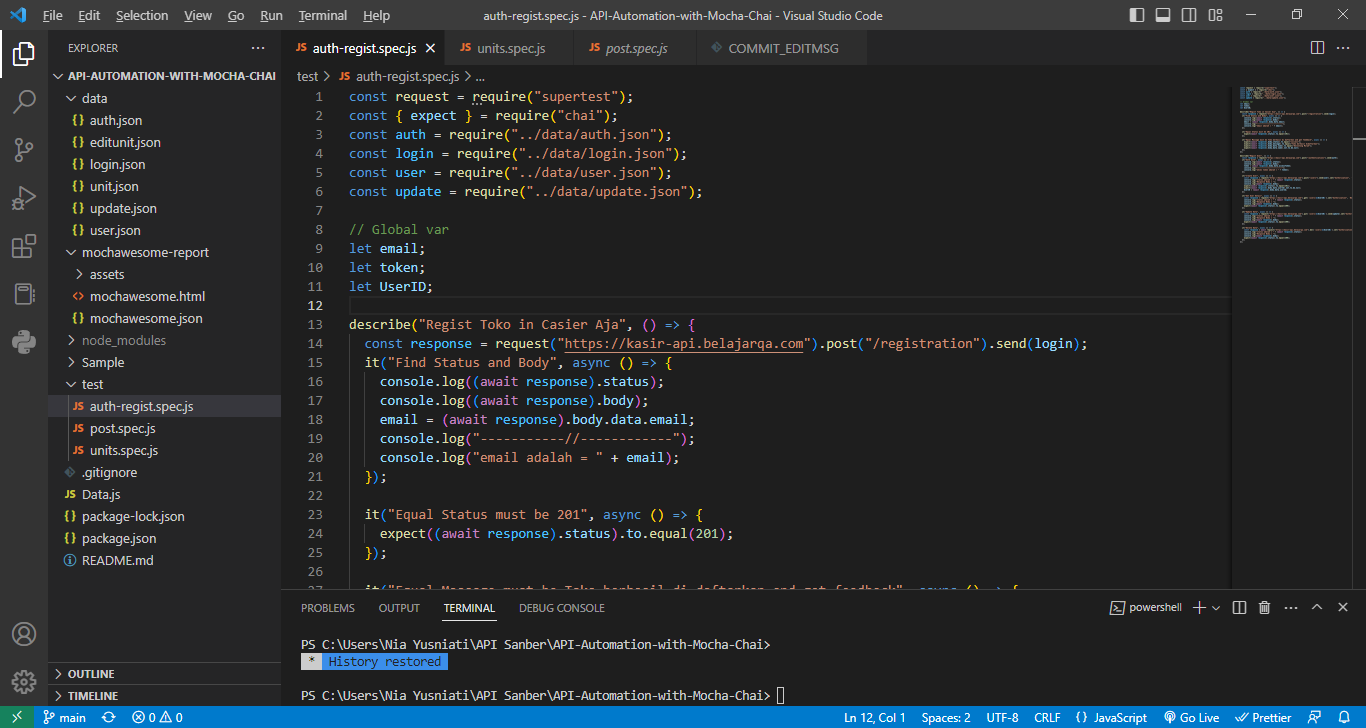 File Edit Selection View Go Run Terminal Help
auth-regist.spec.js - API-Automation-with-Mocha-Chai - Visual Studio Code
EXPLORER
API-AUTOMATION-WITH-MOCHA-CHAI
data
{} auth.json
{} editunit.json
{} login.json
{} unit.json
{} update.json
{} user.json
mochawesome-report
assets
<> mochawesome.html
{} mochawesome.json
node_modules
Sample
test
JS auth-regist.spec.js
JS post.spec.js
JS units.spec.js
.gitignore
JS Data.js
{} package-lock.json
{} package.json
README.md
OUTLINE
TIMELINE
JS auth-regist.spec.js
JS units.spec.js
JS post.spec.js
COMMIT_EDITMSG
test > JS auth-regist.spec.js > ...
1 const request = require("supertest");
2 const { expect } = require("chai");
3 const auth = require("../data/auth.json");
4 const login = require("../data/login.json");
5 const user = require("../data/user.json");
6 const update = require("../data/update.json");
7
8 // Global var
9 let email;
10 let token;
11 let UserID;
12
13 describe("Regist Toko in Casier Aja", () => {
14 const response = request("https://kasir-api.belajarqa.com").post("/registration").send(login);
15 it("Find Status and Body", async () => {
16 console.log((await response).status);
17 console.log((await response).body);
18 email = (await response).body.data.email;
19 console.log("-----------//------------");
20 console.log("email adalah = " + email);
21 });
22
23 it("Equal Status must be 201", async () => {
24 expect((await response).status).to.equal(201);
25 });
26
PROBLEMS OUTPUT TERMINAL DEBUG CONSOLE
powershell
PS C:\Users\Nia Yusniati\API Sanber\API-Automation-with-Mocha-Chai>
* History restored
PS C:\Users\Nia Yusniati\API Sanber\API-Automation-with-Mocha-Chai>
main 0 0 Ln 12, Col 1 Spaces: 2 UTF-8 CRLF {} JavaScript Go Live Prettier